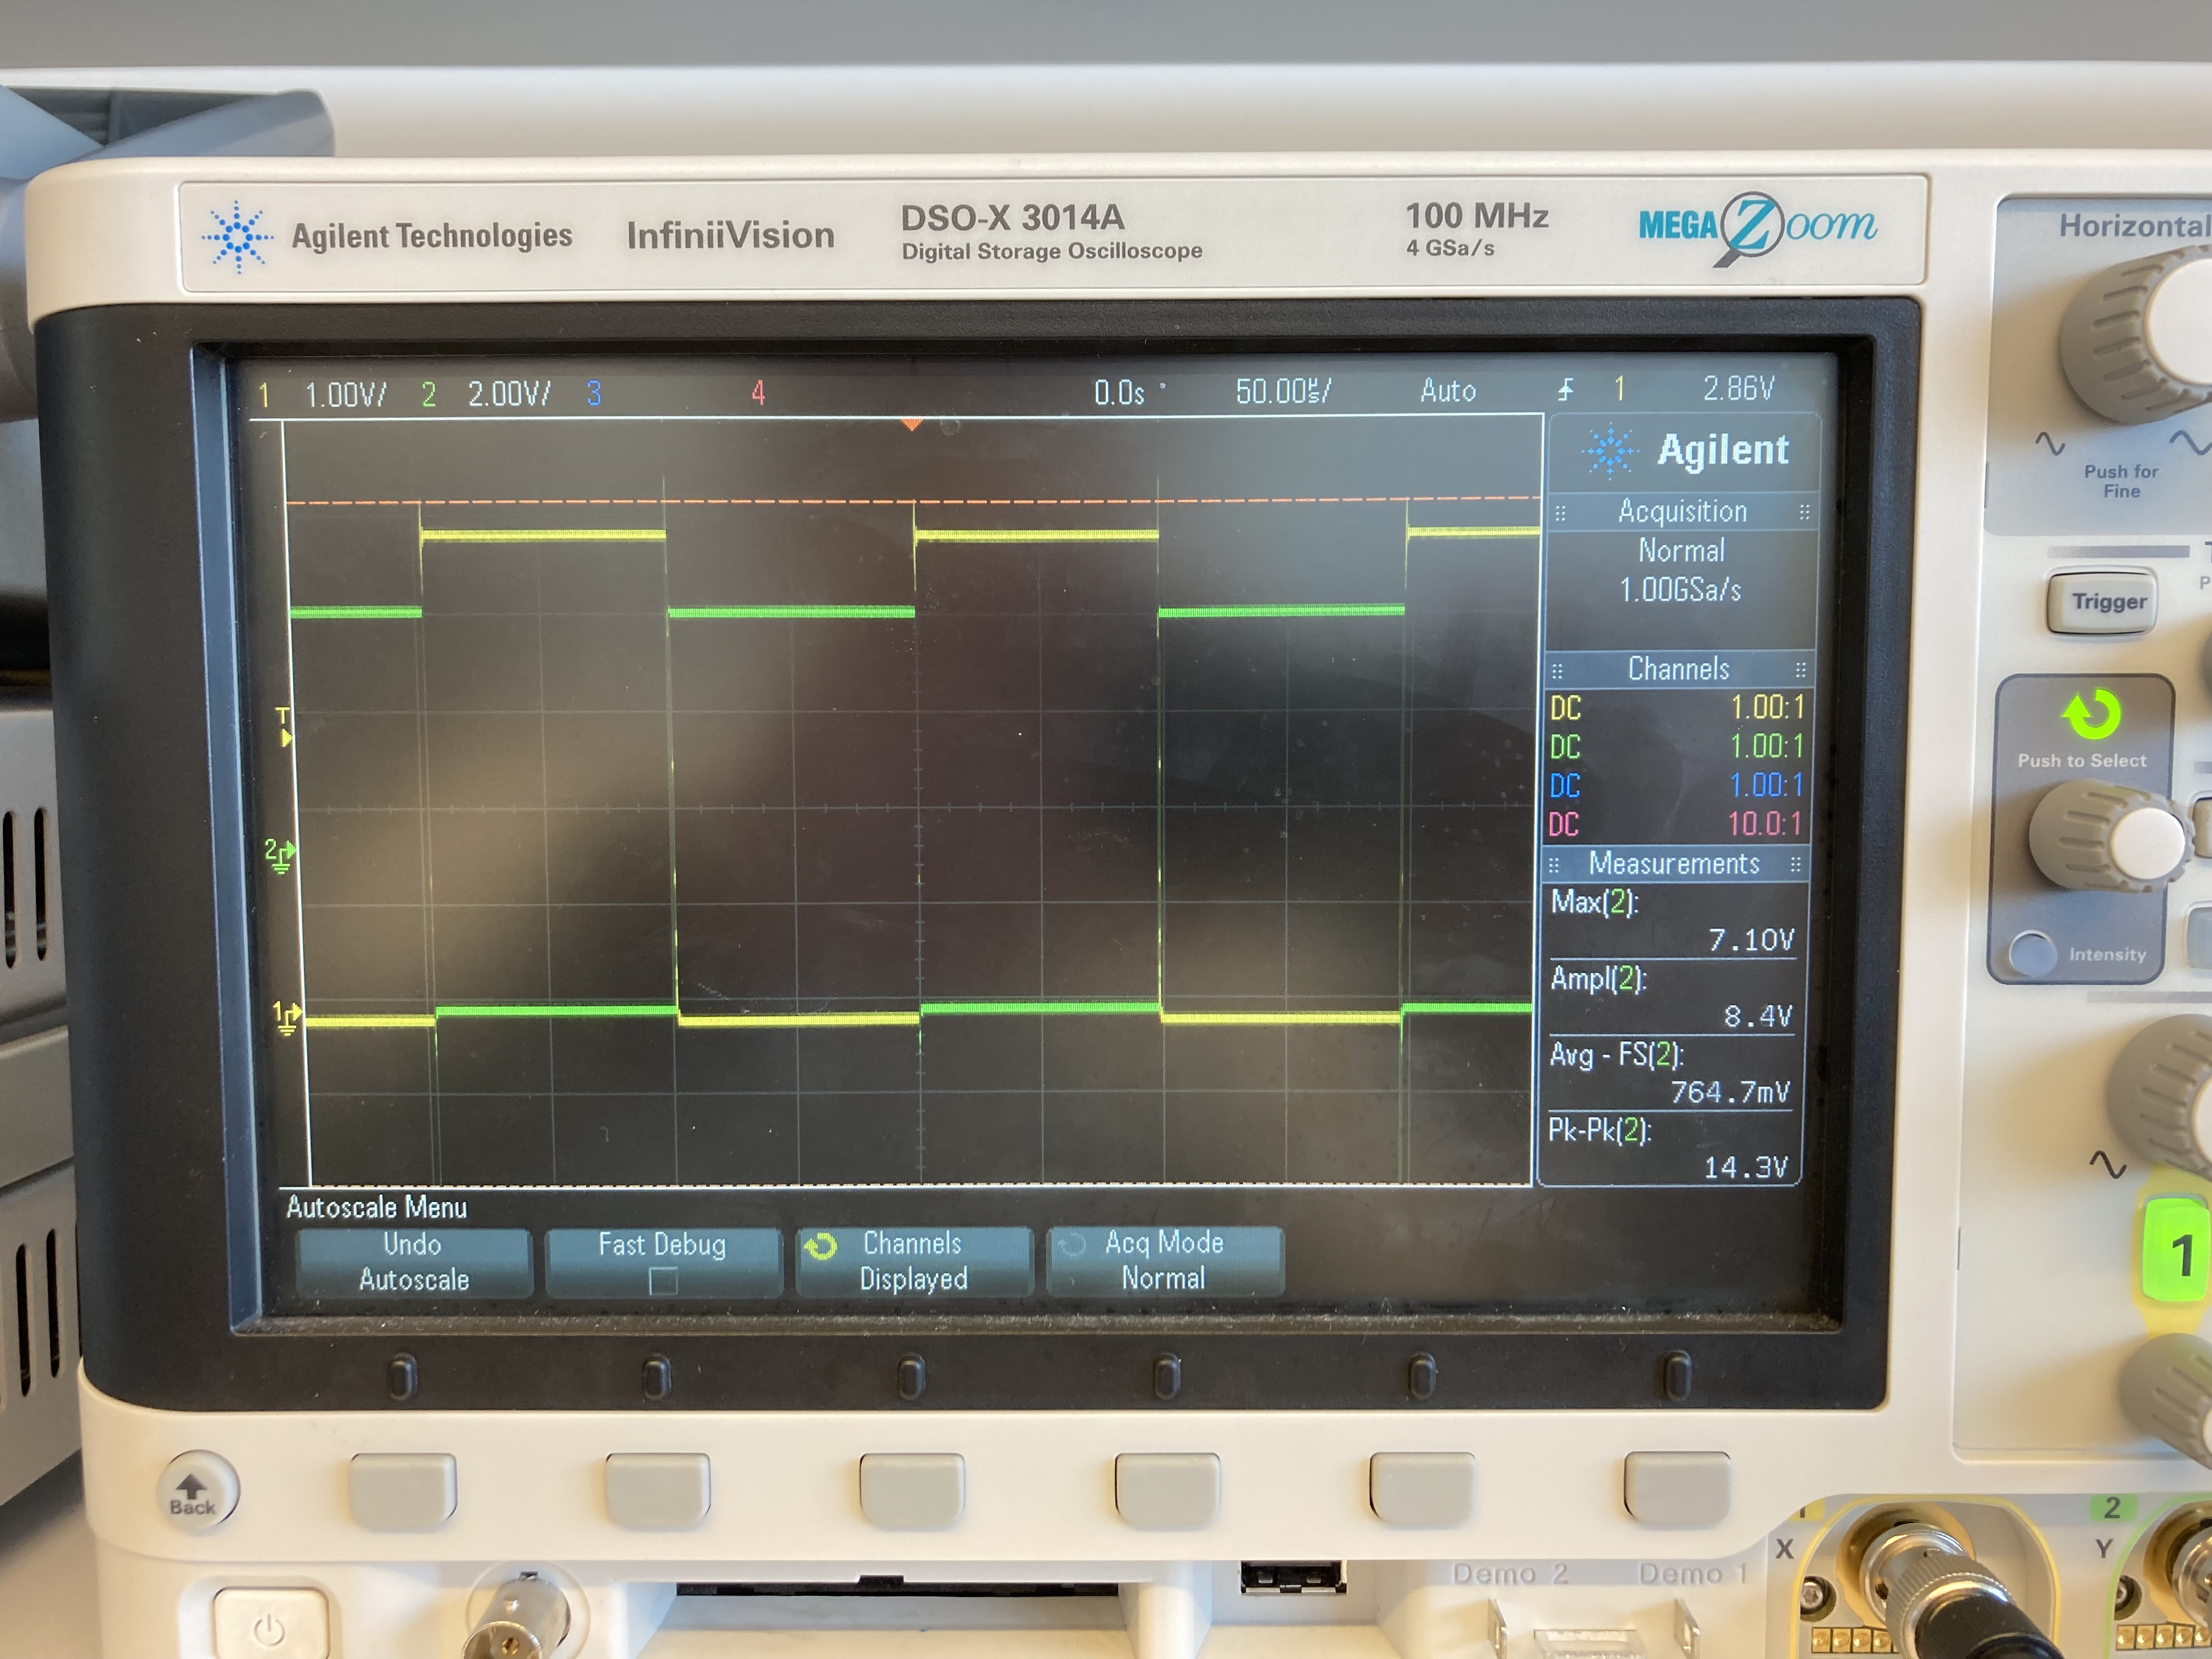 Agilent Technologies InfiniiVision DSO-X 3014A 100 MHz MEGA Zoom
Digital Storage Oscilloscope 4 GSa/s
Horizontal
1 1.00V/ 2 2.00V/ 3 4 0.0s 50.00µs/ Auto 1 2.86V
Agilent
Push for
Fine
Acquisition
Normal
1.00GSa/s
Trigger
Channels
DC 1.00:1
T
DC 1.00:1
Push to Select
DC 1.00:1
DC 10.0:1
2
Measurements
Max(2):
7.10V
Intensity
Ampl(2):
8.4V
1
Avg - FS(2):
764.7mV
Pk-Pk(2):
14.3V
Autoscale Menu
Undo
Autoscale
Fast Debug
Channels
Displayed
Acq Mode
Normal
1
Back
2
X
Y
Demo 2
Demo 1